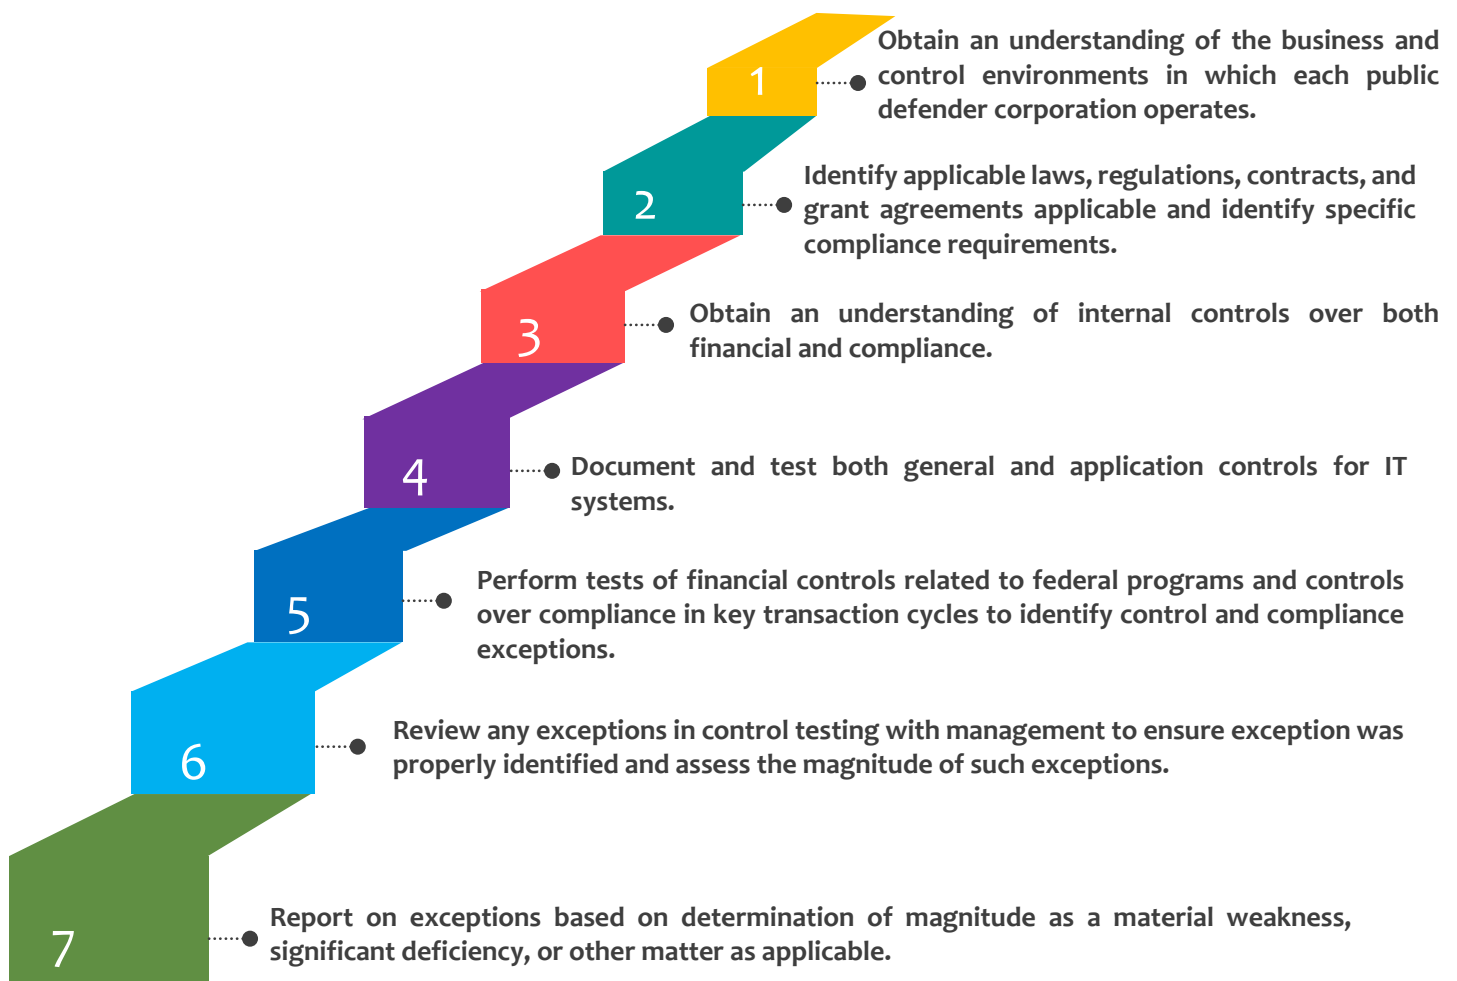 1
Obtain an understanding of the business and
control environments in which each public
defender corporation operates.
2
Identify applicable laws, regulations, contracts, and
grant agreements applicable and identify specific
compliance requirements.
3
Obtain an understanding of internal controls over both
financial and compliance.
4
Document and test both general and application controls for IT
systems.
5
Perform tests of financial controls related to federal programs and controls
over compliance in key transaction cycles to identify control and compliance
exceptions.
6
Review any exceptions in control testing with management to ensure exception was
properly identified and assess the magnitude of such exceptions.
7
Report on exceptions based on determination of magnitude as a material weakness,
significant deficiency, or other matter as applicable.